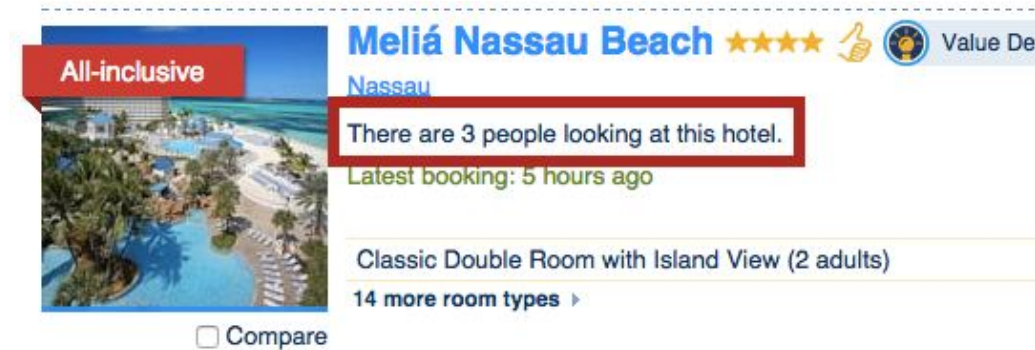 All-inclusive
Meliá Nassau Beach
Value De
Nassau
There are 3 people looking at this hotel.
Latest booking: 5 hours ago
Classic Double Room with Island View (2 adults)
14 more room types
Compare